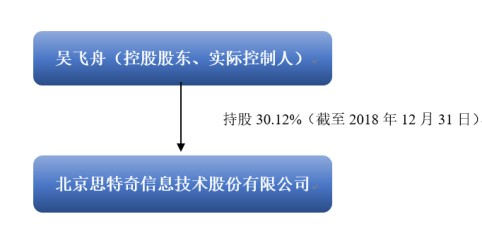 吴飞舟（控股股东、实际控制人）
持股 30.12%（截至 2018 年 12 月 31 日）
北京思特奇信息技术股份有限公司